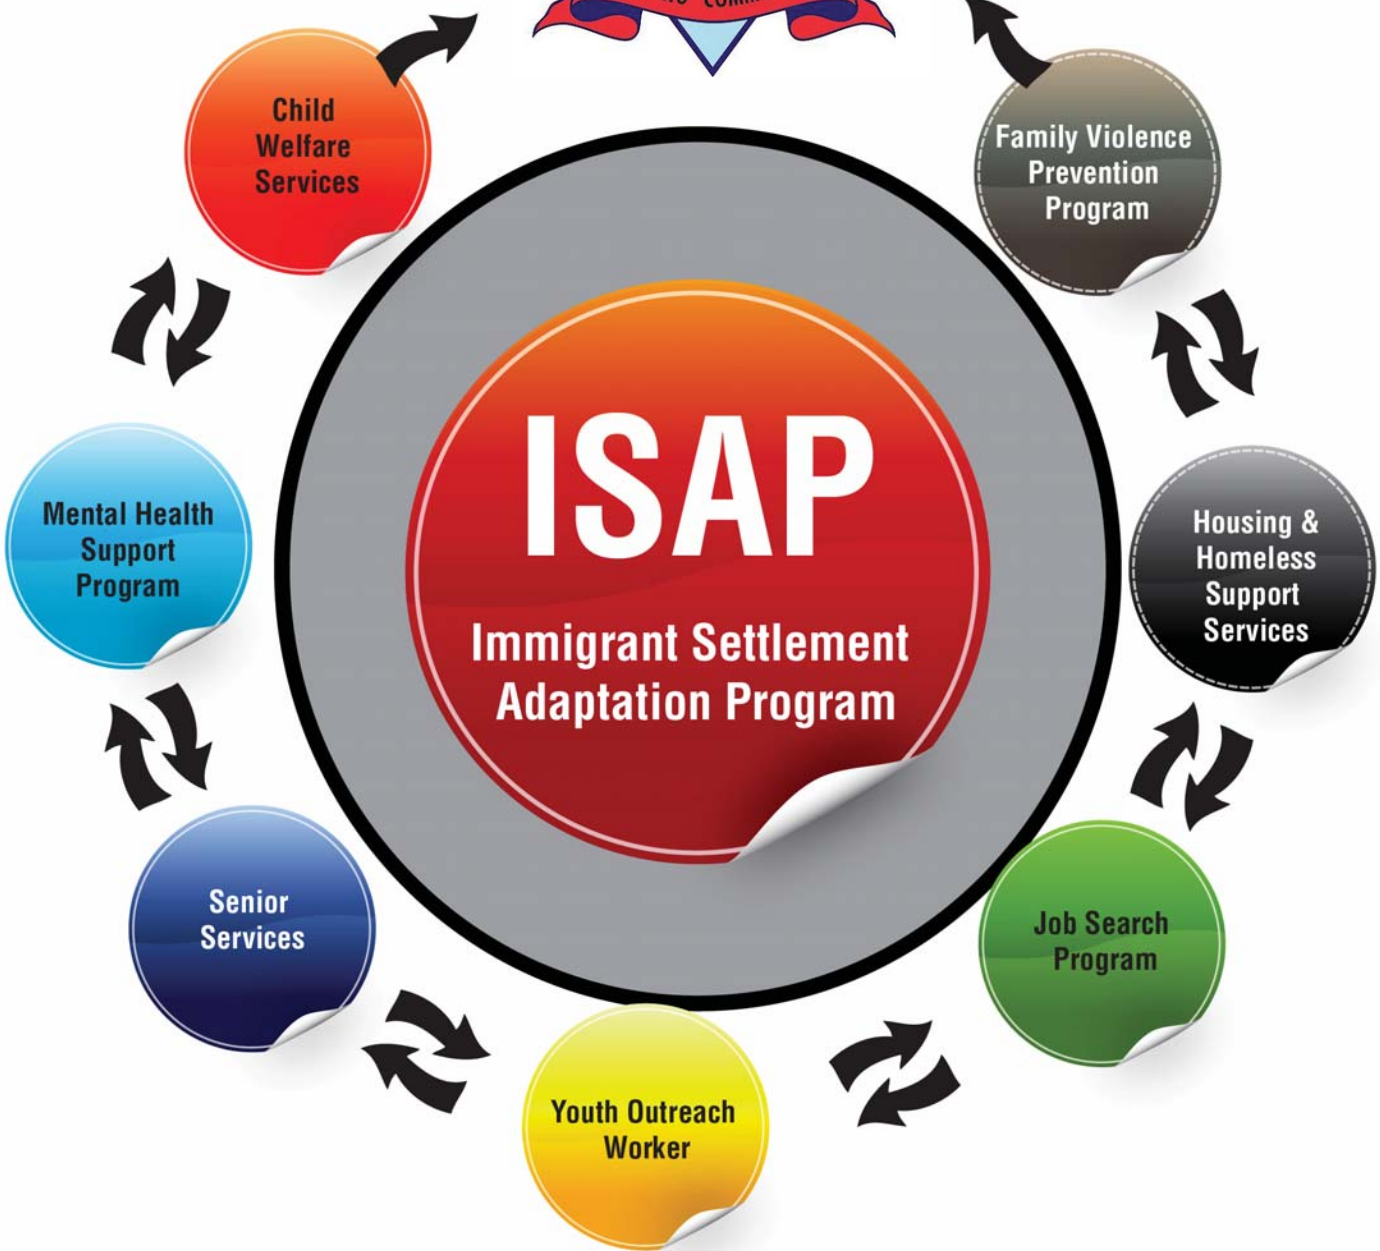 Child
Welfare
Services
Family Violence
Prevention
Program
Mental Health
Support
Program
ISAP
Immigrant Settlement
Adaptation Program
Housing &
Homeless
Support
Services
Senior
Services
Job Search
Program
Youth Outreach
Worker